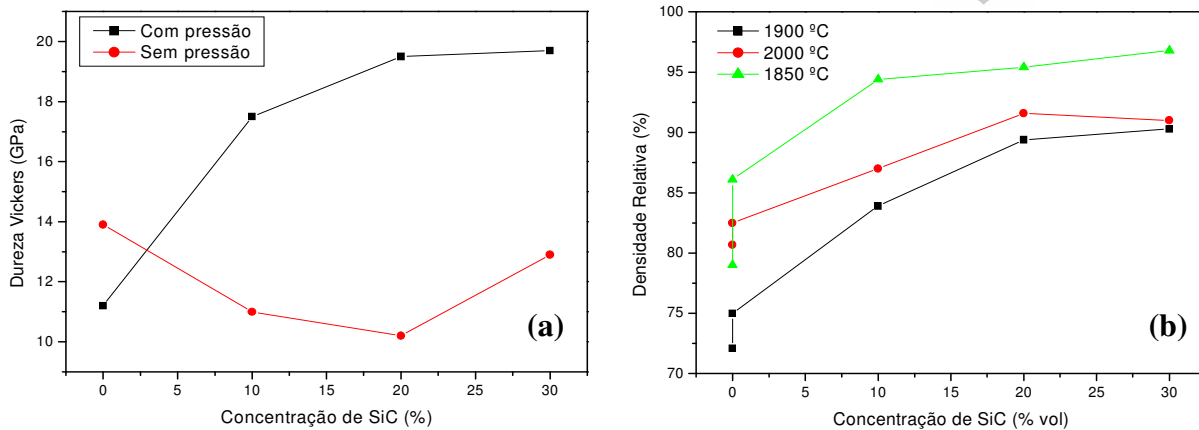 Com pressão
Sem pressão
20
18
16
14
12
10
Dureza Vickers (GPa)
0
5
10
15
20
25
30
Concentração de SiC (%)
(a)
1900 ºC
2000 ºC
1850 ºC
100
95
90
85
80
75
70
Densidade Relativa (%)
0
5
10
15
20
25
30
Concentração de SiC (% vol)
(b)